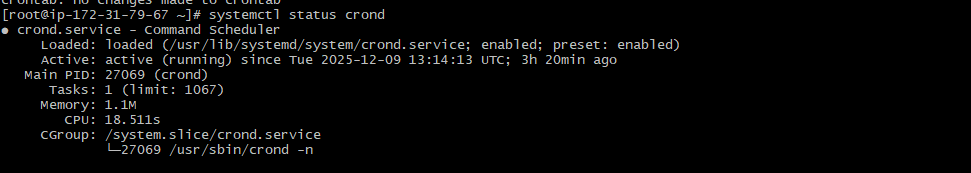 crontab: no changes made to crontab
[root@ip-172-31-79-67 ~]# systemctl status crond
● crond.service - Command Scheduler
Loaded: loaded (/usr/lib/systemd/system/crond.service; enabled; preset: enabled)
Active: active (running) since Tue 2025-12-09 13:14:13 UTC; 3h 20min ago
Main PID: 27069 (crond)
Tasks: 1 (limit: 1067)
Memory: 1.1M
CPU: 18.511s
CGroup: /system.slice/crond.service
└─27069 /usr/sbin/crond -n